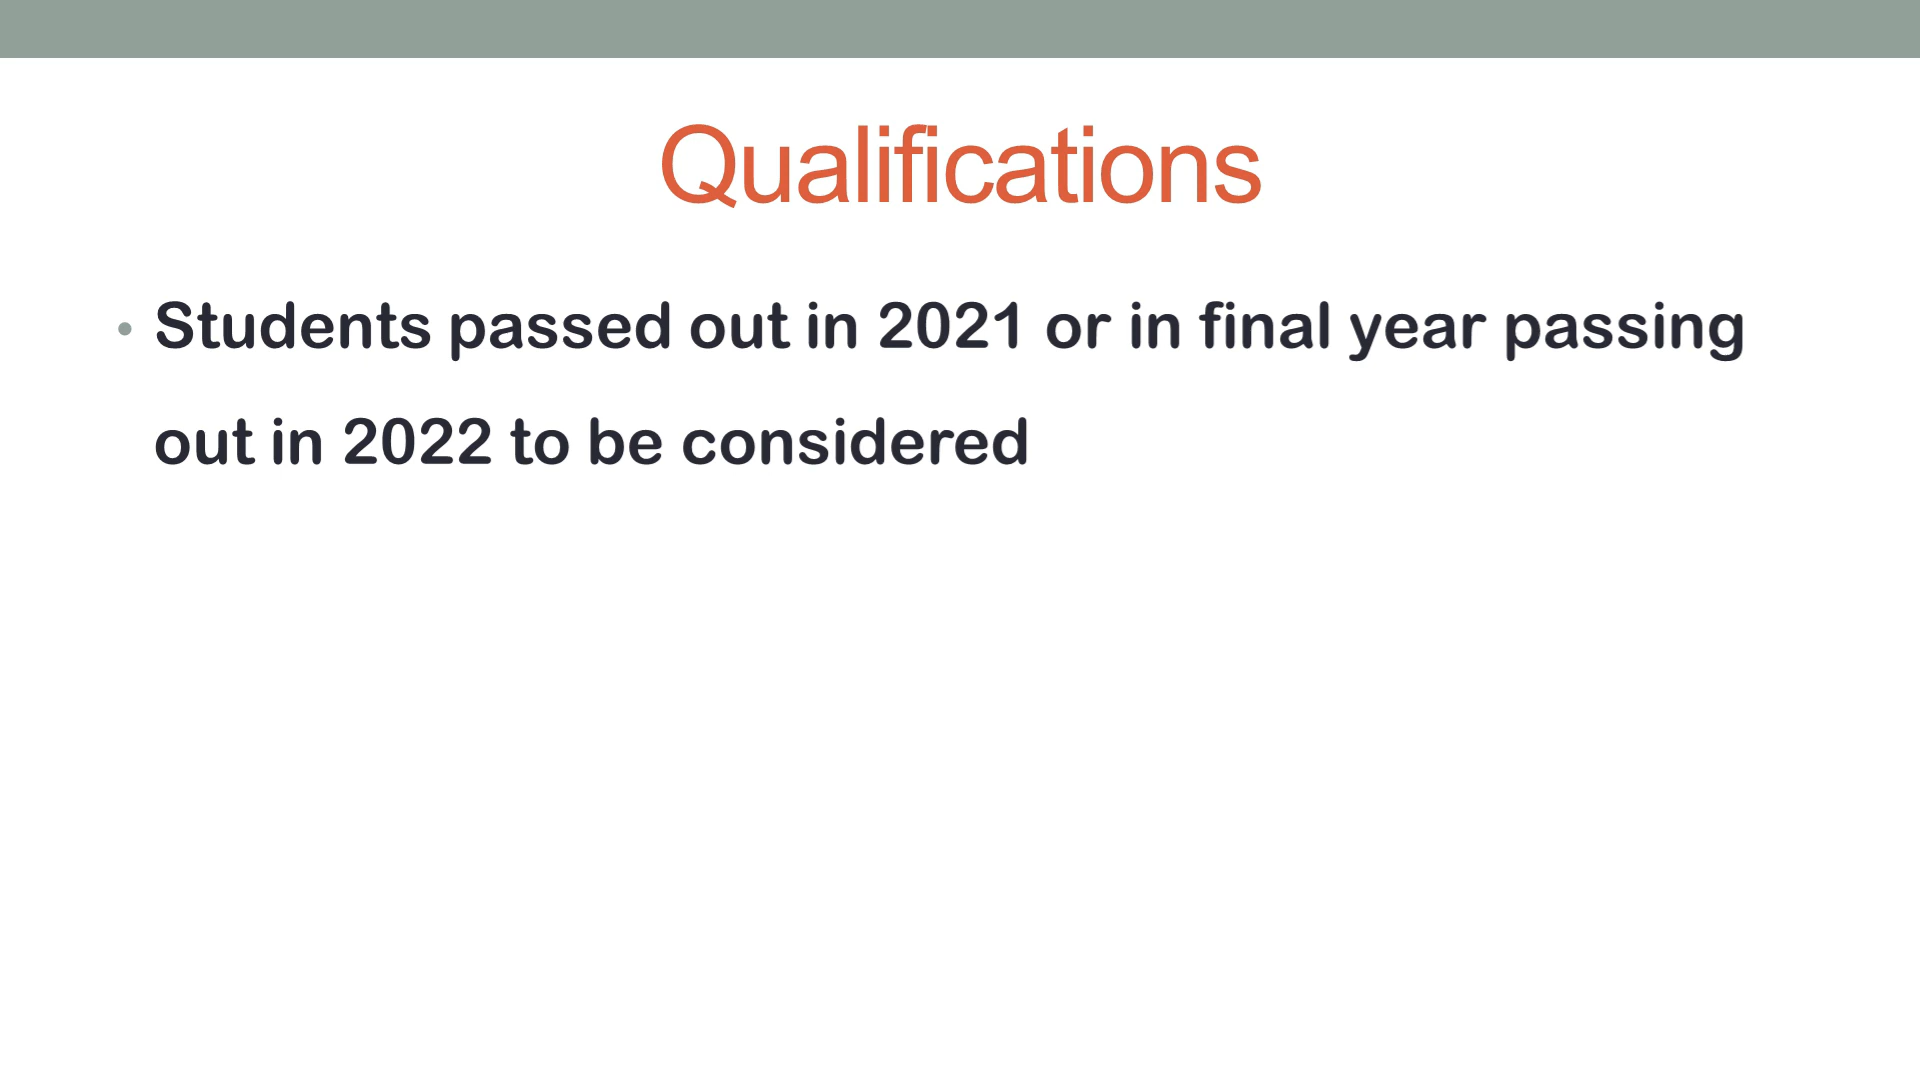 Qualifications
• Students passed out in 2021 or in final year passing
out in 2022 to be considered